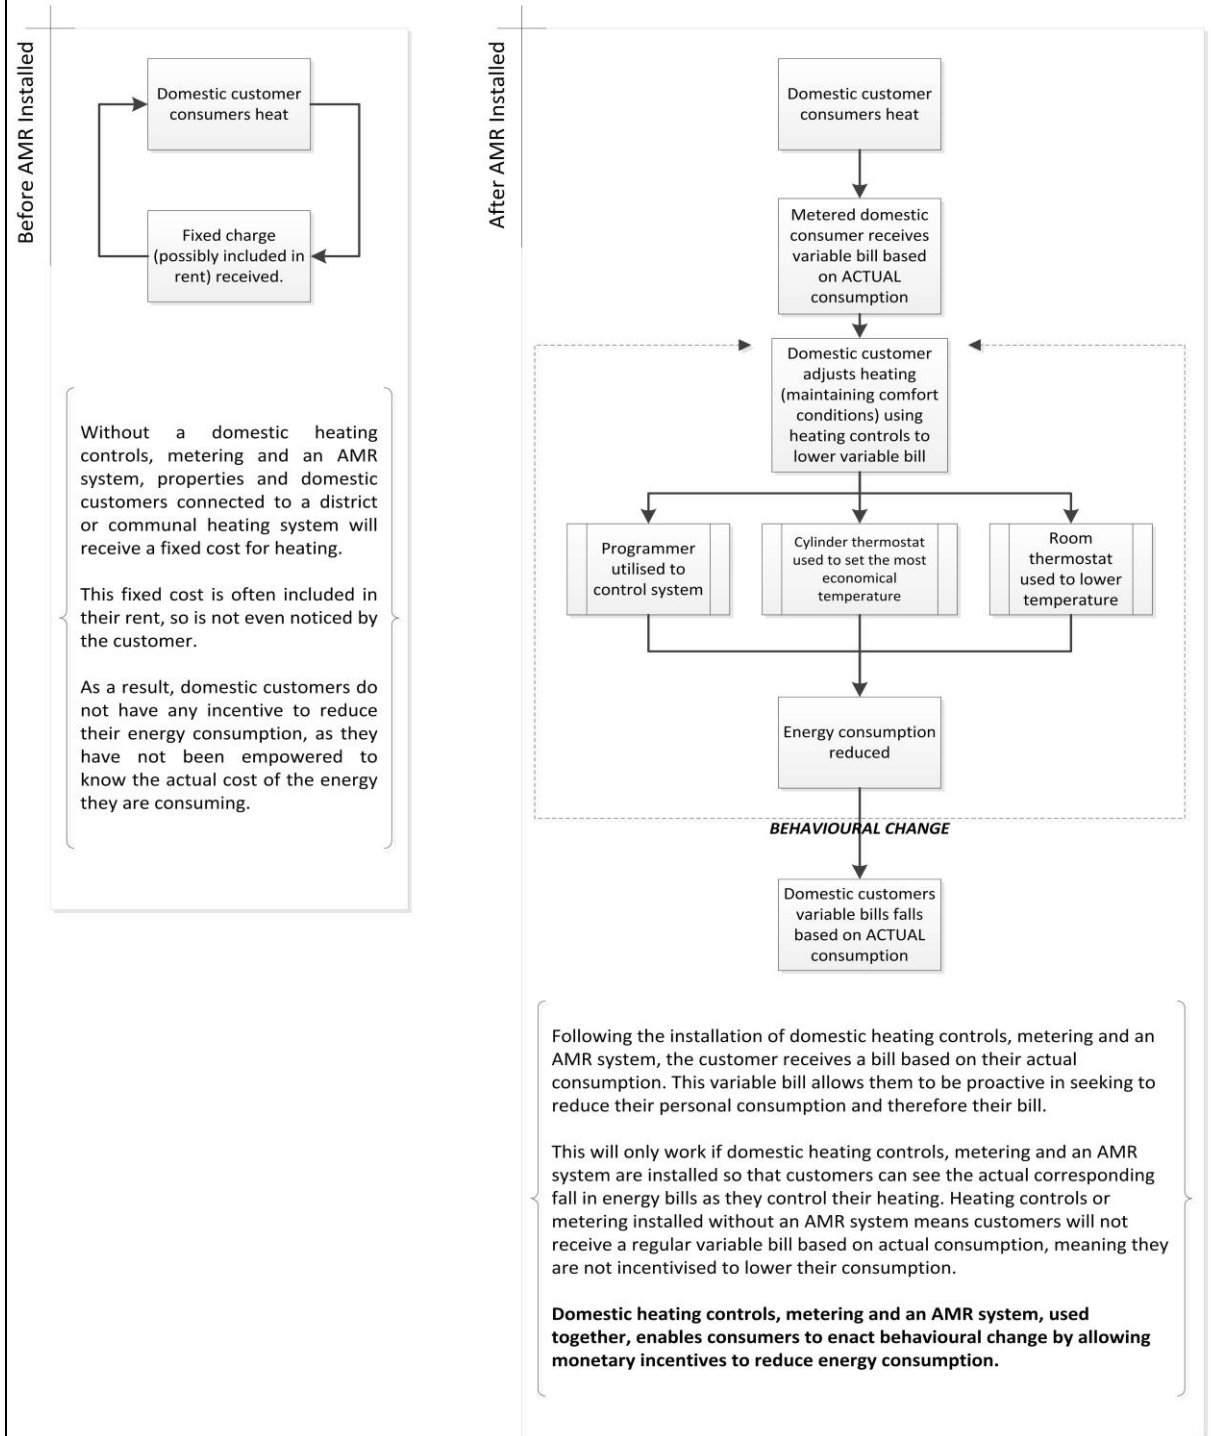 Before AMR Installed
Domestic customer
consumers heat
Fixed charge
(possibly included in
rent) received.
Without a domestic heating
controls, metering and an AMR
system, properties and domestic
customers connected to a district
or communal heating system will
receive a fixed cost for heating.
This fixed cost is often included in
their rent, so is not even noticed by
the customer.
As a result, domestic customers do
not have any incentive to reduce
their energy consumption, as they
have not been empowered to
know the actual cost of the energy
they are consuming.
After AMR Installed
Domestic customer
consumers heat
Metered domestic
consumer receives
variable bill based
on ACTUAL
consumption
Domestic customer
adjusts heating
(maintaining comfort
conditions) using
heating controls to
lower variable bill
Programmer
utilised to
control system
Cylinder thermostat
used to set the most
economical
temperature
Room
thermostat
used to lower
temperature
Energy consumption
reduced
BEHAVIOURAL CHANGE
Domestic customers
variable bills falls
based on ACTUAL
consumption
Following the installation of domestic heating controls, metering and an
AMR system, the customer receives a bill based on their actual
consumption. This variable bill allows them to be proactive in seeking to
reduce their personal consumption and therefore their bill.
This will only work if domestic heating controls, metering and an AMR
system are installed so that customers can see the actual corresponding
fall in energy bills as they control their heating. Heating controls or
metering installed without an AMR system means customers will not
receive a regular variable bill based on actual consumption, meaning they
are not incentivised to lower their consumption.
Domestic heating controls, metering and an AMR system, used
together, enables consumers to enact behavioural change by allowing
monetary incentives to reduce energy consumption.